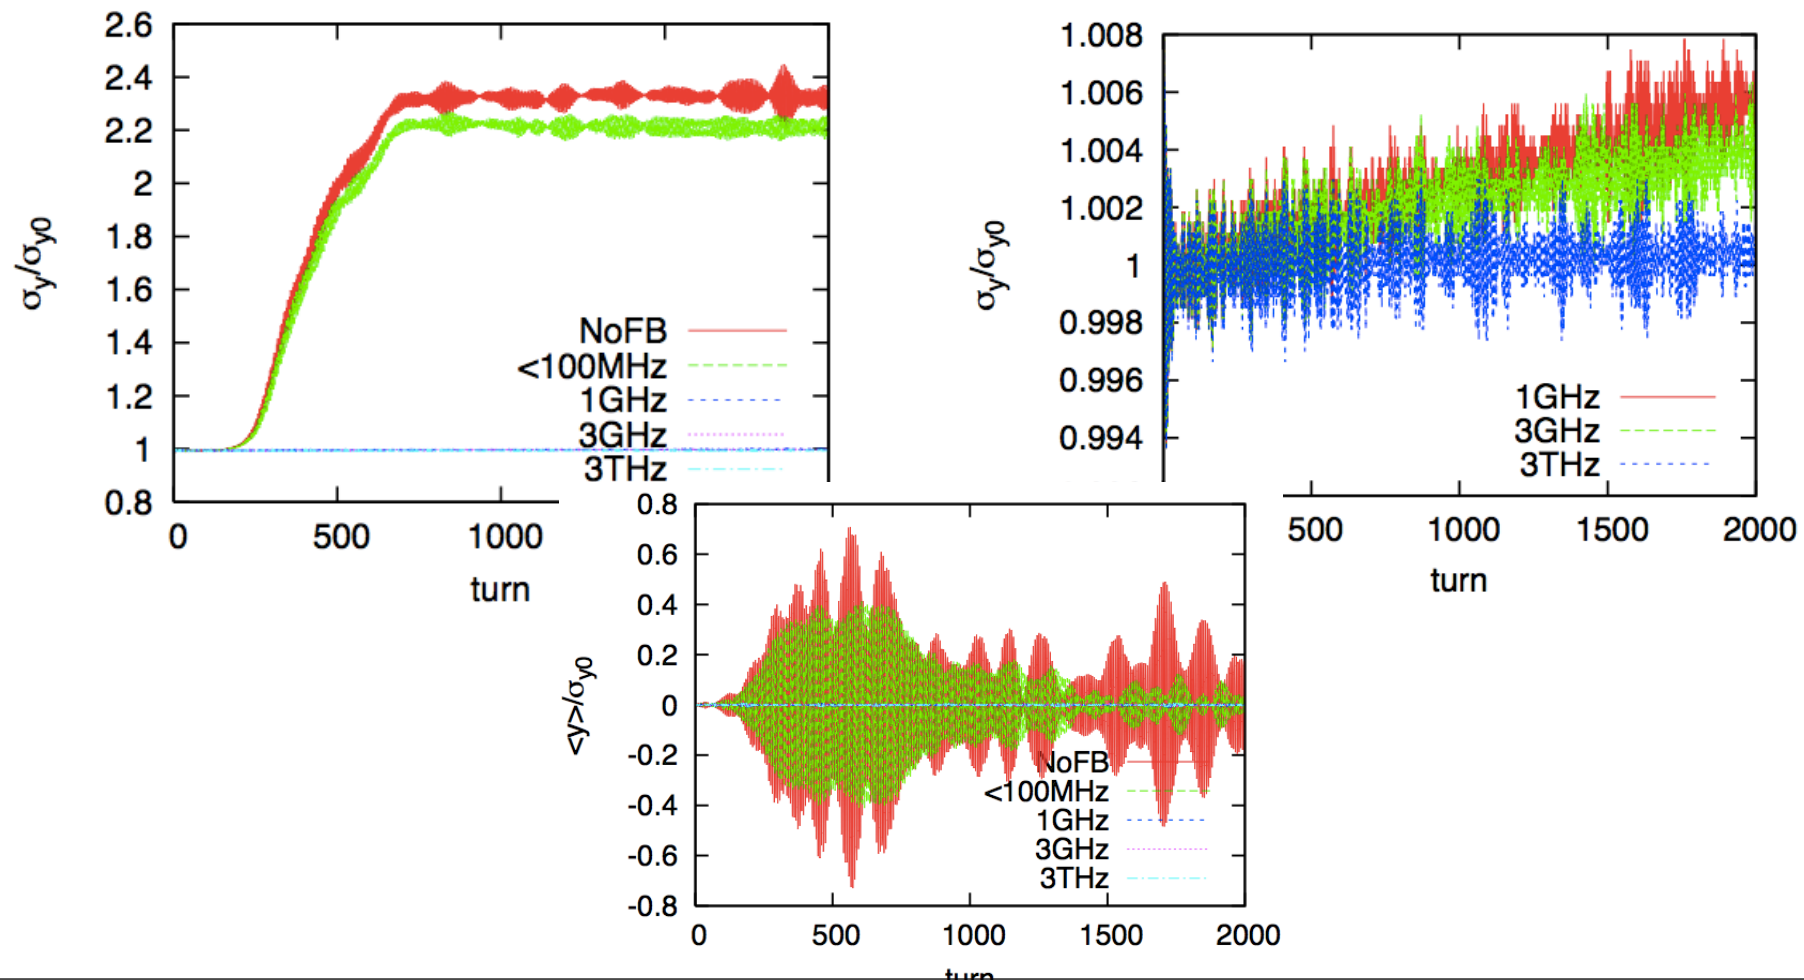 2.6
2.4
2.2
2
1.8
1.6
1.4
1.2
1
0.8
σy/σy0
NoFB
<100MHz
1GHz
3GHz
3THz
0 500 1000
turn
1.008
1.006
1.004
1.002
1
0.998
0.996
0.994
σy/σy0
1GHz
3GHz
3THz
500 1000 1500 2000
turn
0.8
0.6
0.4
0.2
0
-0.2
-0.4
-0.6
-0.8
<y>/σy0
NoFB
<100MHz
1GHz
3GHz
3THz
0 500 1000 1500 2000
turn